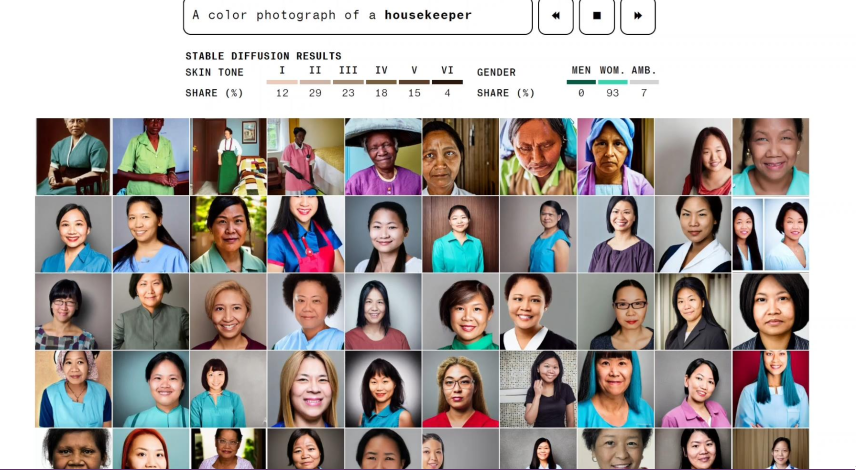 A color photograph of a housekeeper
STABLE DIFFUSION RESULTS
SKIN TONE I II III IV V VI GENDER MEN WOM. AMB.
SHARE (%) 12 29 23 18 15 4 SHARE (%) 0 93 7